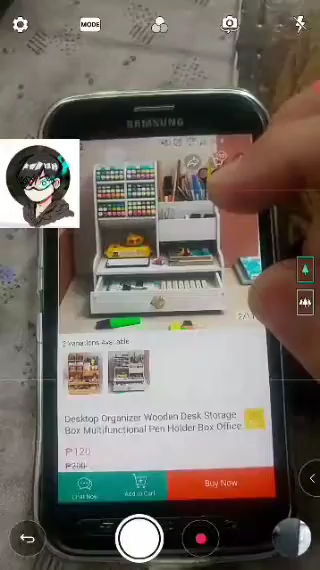 MODE
SAMSUNG
2 Variations Available
Desktop Organizer Wooden Desk Storage
Box Multifunctional Pen Holder Box Office
₱120
Chat Now
Add to Cart
Buy Now